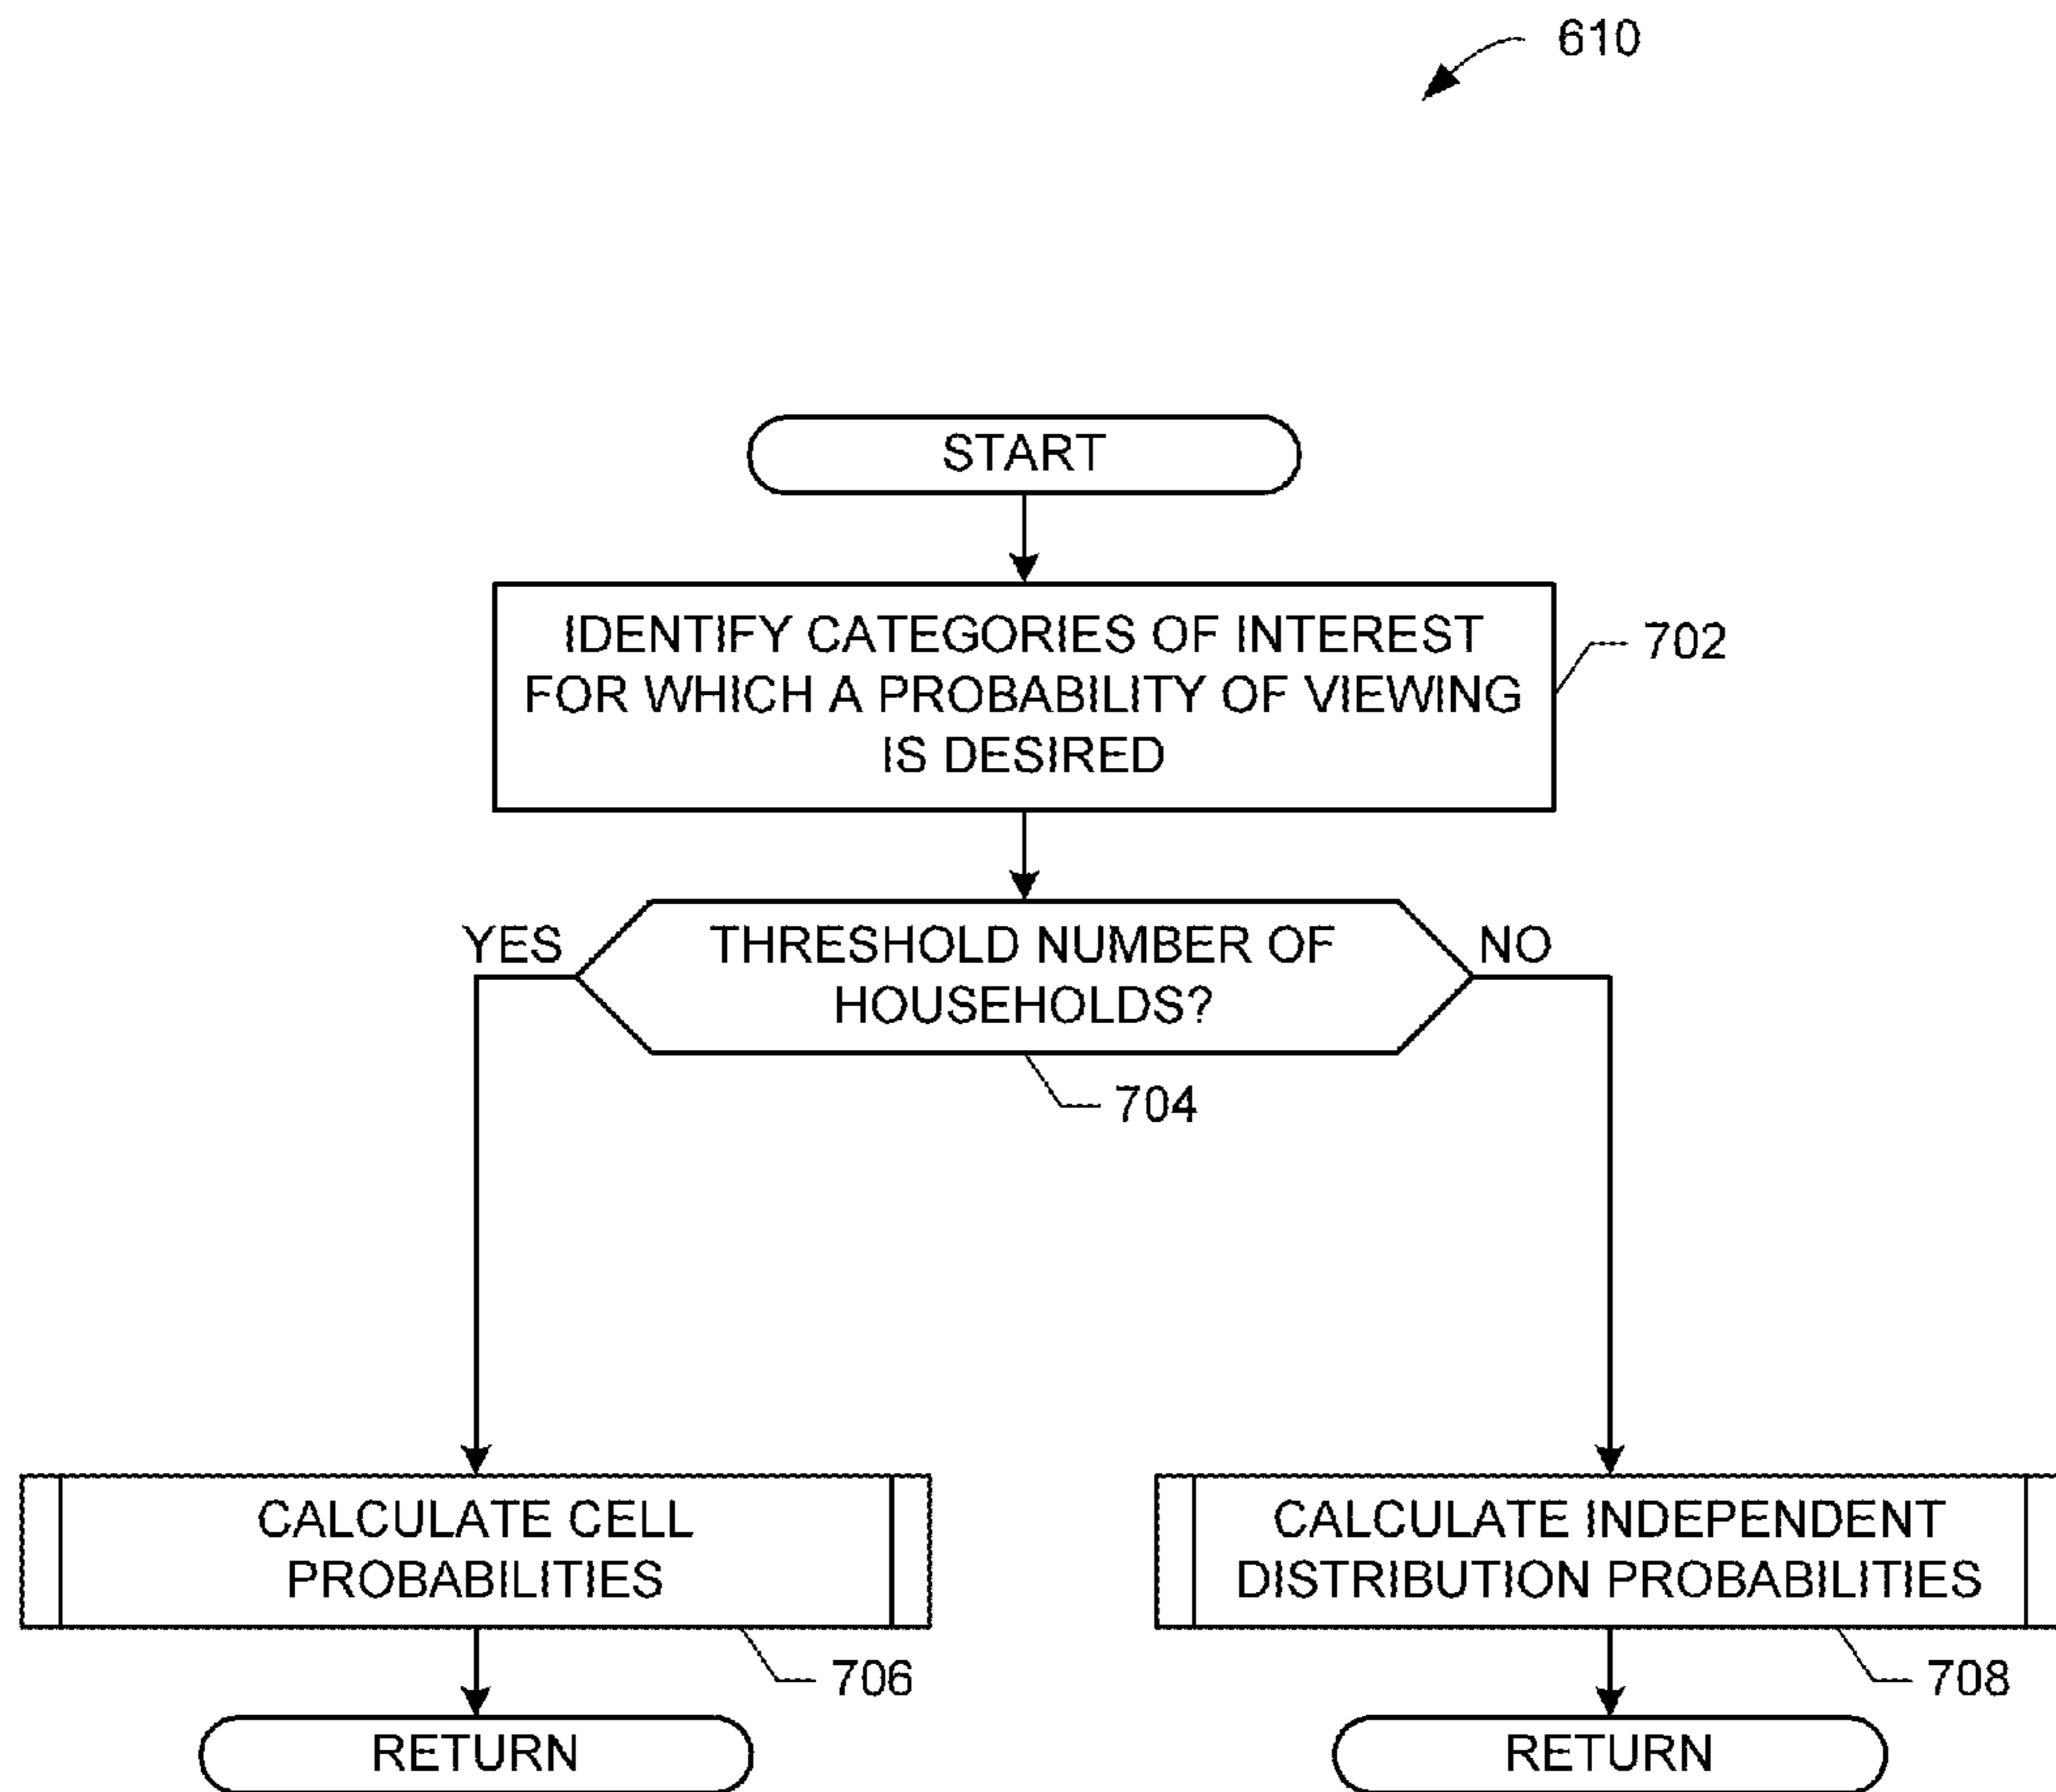 610
START
IDENTIFY CATEGORIES OF INTEREST
FOR WHICH A PROBABILITY OF VIEWING
IS DESIRED
702
YES
THRESHOLD NUMBER OF
HOUSEHOLDS?
NO
704
CALCULATE CELL
PROBABILITIES
706
RETURN
CALCULATE INDEPENDENT
DISTRIBUTION PROBABILITIES
708
RETURN